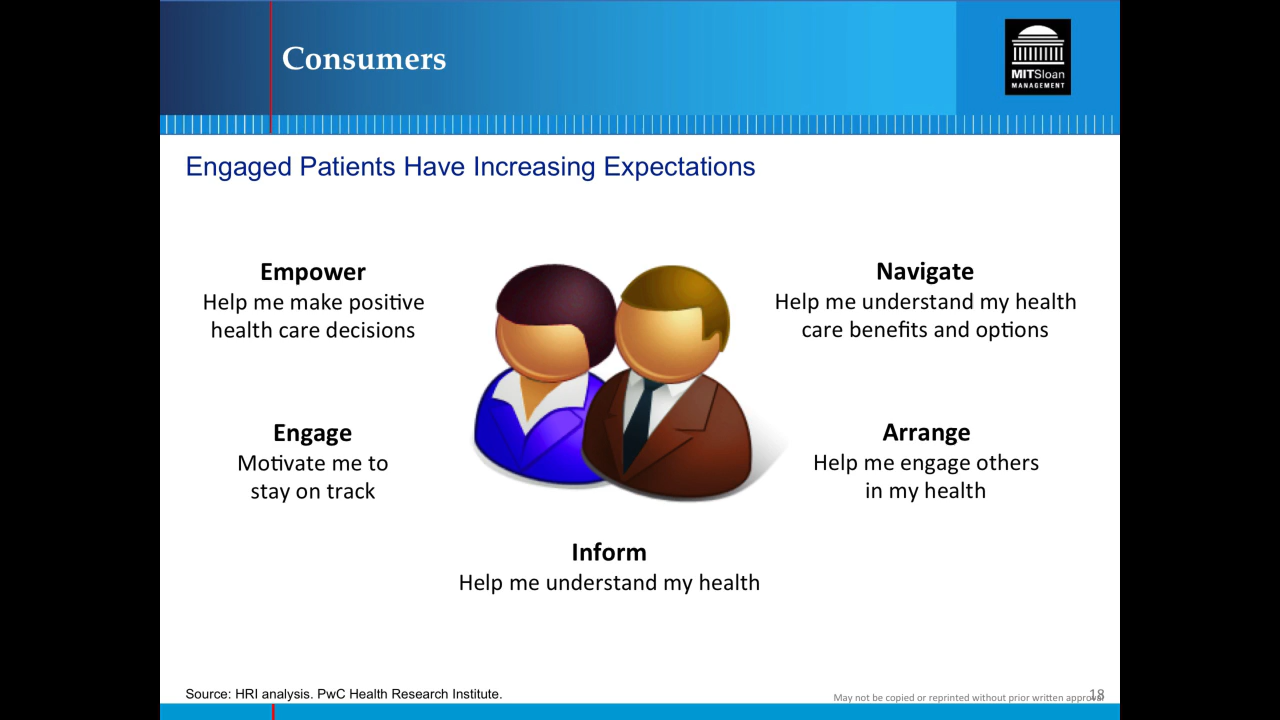 Consumers
MITSloan
MANAGEMENT
Engaged Patients Have Increasing Expectations
Empower
Help me make positive
health care decisions
Navigate
Help me understand my health
care benefits and options
Engage
Motivate me to
stay on track
Arrange
Help me engage others
in my health
Inform
Help me understand my health
Source: HRI analysis. PwC Health Research Institute.
May not be copied or reprinted without prior written approval
18